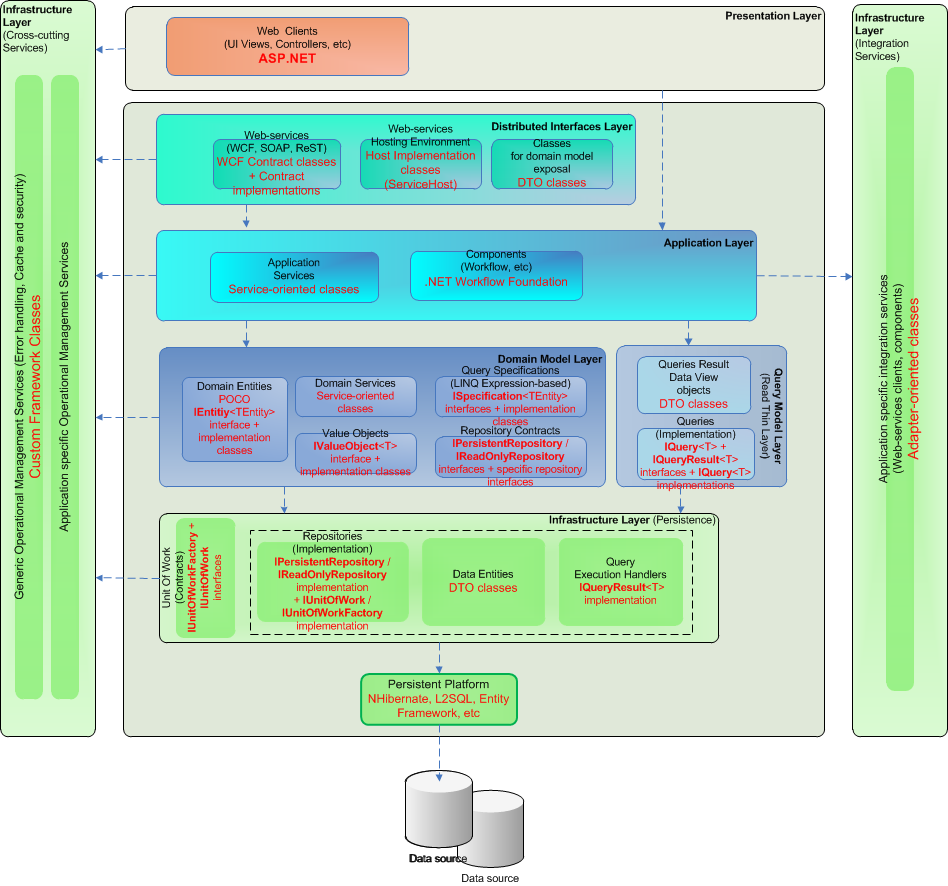 Infrastructure
Layer
(Cross-cutting
Services)
Generic Operational Management Services (Error handling, Cache and security)
Custom Framework Classes
Application specific Operational Management Services
Presentation Layer
Web Clients
(UI Views, Controllers, etc)
ASP.NET
Distributed Interfaces Layer
Web-services
(WCF, SOAP, ReST)
WCF Contract classes
+ Contract
implementations
Web-services
Hosting Environment
Host Implementation
classes
(ServiceHost)
Classes
for domain model
exposal
DTO classes
Application Layer
Application
Services
Service-oriented classes
Components
(Workflow, etc)
.NET Workflow Foundation
Domain Model Layer
Domain Entities
POCO
IEntitiy<TEntity>
interface +
implementation
classes
Domain Services
Service-oriented
classes
Value Objects
IValueObject<T>
interface +
implementation classes
Query Specifications
(LINQ Expression-based)
ISpecification<TEntity>
interfaces + implementation
classes
Repository Contracts
IPersistentRepository /
IReadOnlyRepository
interfaces + specific repository
interfaces
Query Model Layer
(Read Thin Layer)
Queries Result
Data View
objects
DTO classes
Queries
(Implementation)
IQuery<T> +
IQueryResult<T>
interfaces + IQuery<T>
implementations
Infrastructure Layer (Persistence)
Unit Of Work
(Contracts)
IUnitOfWorkFactory +
IUnitOfWork
interfaces
Repositories
(Implementation)
IPersistentRepository /
IReadOnlyRepository
implementation
+ IUnitOfWork /
IUnitOfWorkFactory
implementation
Data Entities
DTO classes
Query
Execution Handlers
IQueryResult<T>
implementation
Persistent Platform
NHibernate, L2SQL, Entity
Framework, etc
Data source
Data source
Infrastructure
Layer
(Integration
Services)
Application specific integration services
(Web-services clients, components)
Adapter-oriented classes